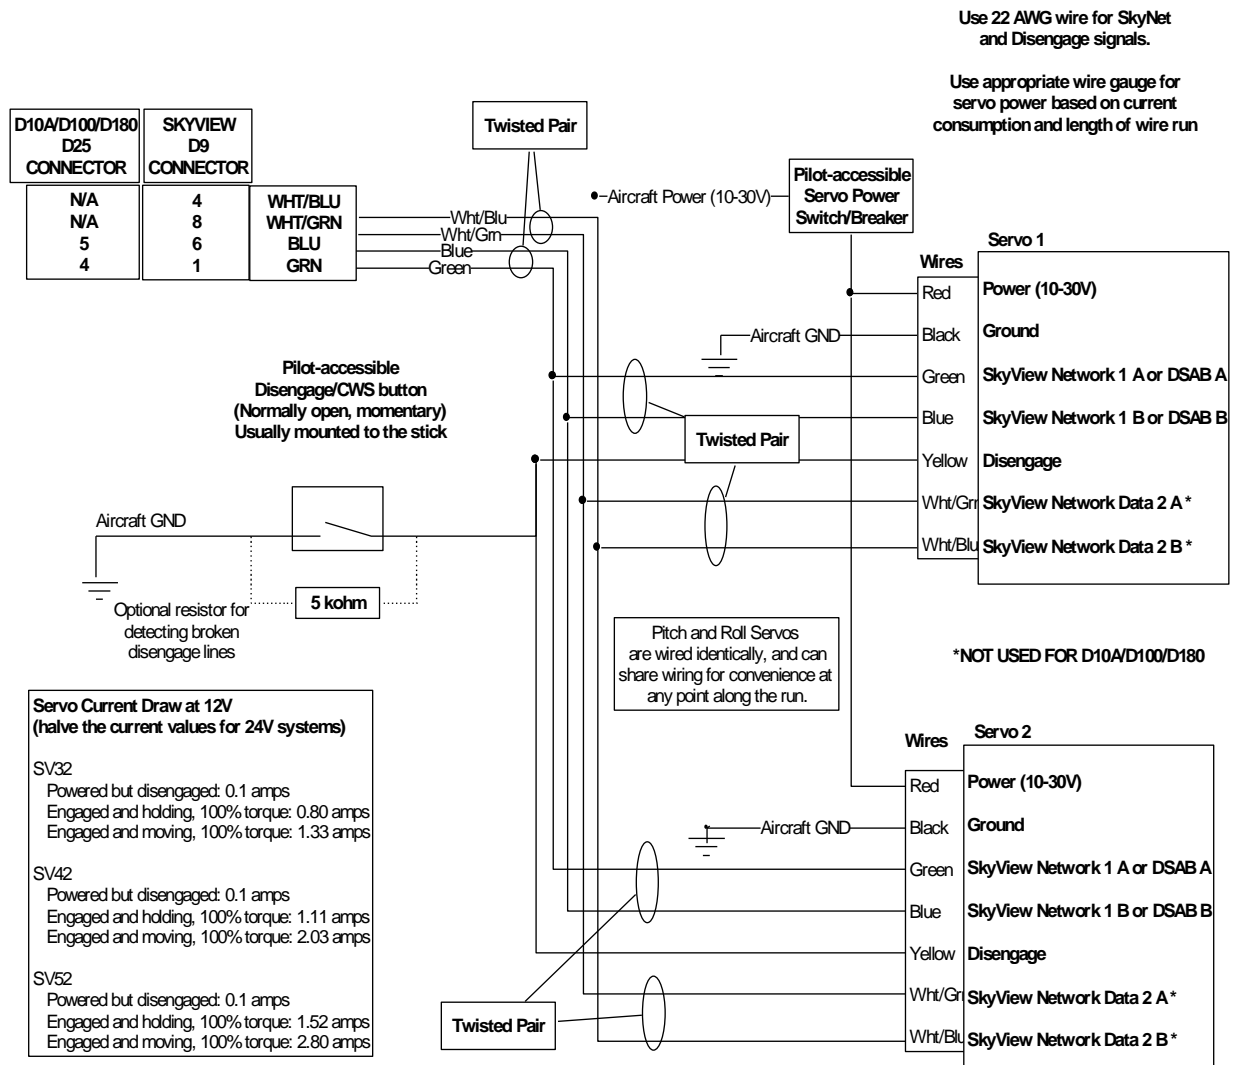 Use 22 AWG wire for SkyNet
and Disengage signals.
Use appropriate wire gauge for
servo power based on current
consumption and length of wire run
D10A/D100/D180
D25
CONNECTOR
SKYVIEW
D9
CONNECTOR
N/A 4 WHT/BLU
N/A 8 WHT/GRN
5 6 BLU
4 1 GRN
Twisted Pair
Wht/Blu
Wht/Grn
Blue
Green
Aircraft Power (10-30V)
Pilot-accessible
Servo Power
Switch/Breaker
Servo 1
Wires
Red Power (10-30V)
Aircraft GND Black Ground
Green SkyView Network 1 A or DSAB A
Blue SkyView Network 1 B or DSAB B
Yellow Disengage
Wht/Grn SkyView Network Data 2 A *
Wht/Blu SkyView Network Data 2 B *
Twisted Pair
Pilot-accessible
Disengage/CWS button
(Normally open, momentary)
Usually mounted to the stick
Aircraft GND
5 kohm
Optional resistor for
detecting broken
disengage lines
Pitch and Roll Servos
are wired identically, and can
share wiring for convenience at
any point along the run.
*NOT USED FOR D10A/D100/D180
Servo Current Draw at 12V
(halve the current values for 24V systems)
SV32
Powered but disengaged: 0.1 amps
Engaged and holding, 100% torque: 0.80 amps
Engaged and moving, 100% torque: 1.33 amps
SV42
Powered but disengaged: 0.1 amps
Engaged and holding, 100% torque: 1.11 amps
Engaged and moving, 100% torque: 2.03 amps
SV52
Powered but disengaged: 0.1 amps
Engaged and holding, 100% torque: 1.52 amps
Engaged and moving, 100% torque: 2.80 amps
Servo 2
Wires
Red Power (10-30V)
Aircraft GND Black Ground
Green SkyView Network 1 A or DSAB A
Blue SkyView Network 1 B or DSAB B
Yellow Disengage
Wht/Grn SkyView Network Data 2 A *
Wht/Blu SkyView Network Data 2 B *
Twisted Pair